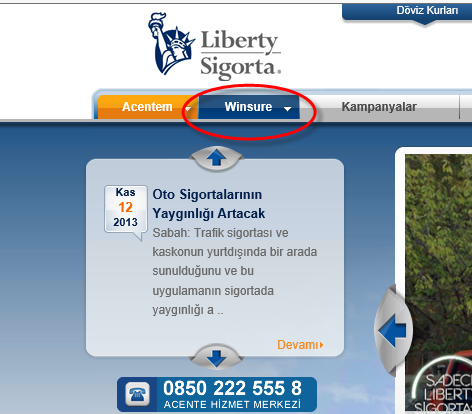 Döviz Kurları
Liberty
Sigorta®
Acentem
Winsure
Kampanyalar
Kas
12
2013
Oto Sigortalarının
Yaygınlığı Artacak
Sabah: Trafik sigortası ve
kaskonun yurtdışında bir arada
sunulduğunu ve bu
uygulamanın sigortada
yaygınlığı a ..
Devamı
0850 222 555 8
ACENTE HİZMET MERKEZİ
SADECE
LIBERT
SİGORTA